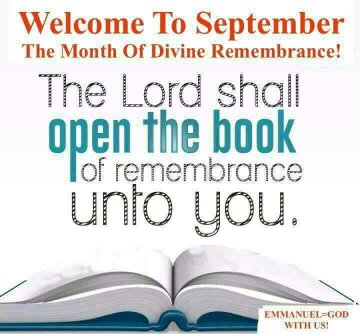 Welcome To September
The Month Of Divine Remembrance!
The Lord shall
open the book
of remembrance
unto you.
EMMANUEL=GOD
WITH US!